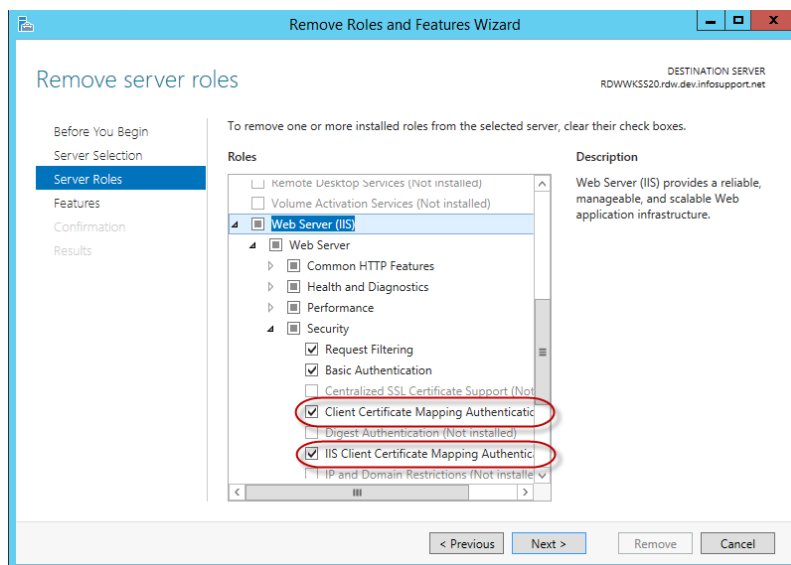 Remove Roles and Features Wizard
Remove server roles
DESTINATION SERVER
RDWWKSS20.rdw.dev.infosupport.net
Before You Begin
Server Selection
Server Roles
Features
Confirmation
Results
To remove one or more installed roles from the selected server, clear their check boxes.
Roles
Remote Desktop Services (Not installed)
Volume Activation Services (Not installed)
Web Server (IIS)
Web Server
Common HTTP Features
Health and Diagnostics
Performance
Security
Request Filtering
Basic Authentication
Centralized SSL Certificate Support (Not
Client Certificate Mapping Authenticatic
Digest Authentication (Not installed)
IIS Client Certificate Mapping Authentic
IP and Domain Restrictions (Not installe
Description
Web Server (IIS) provides a reliable,
manageable, and scalable Web
application infrastructure.
< Previous
Next >
Remove
Cancel